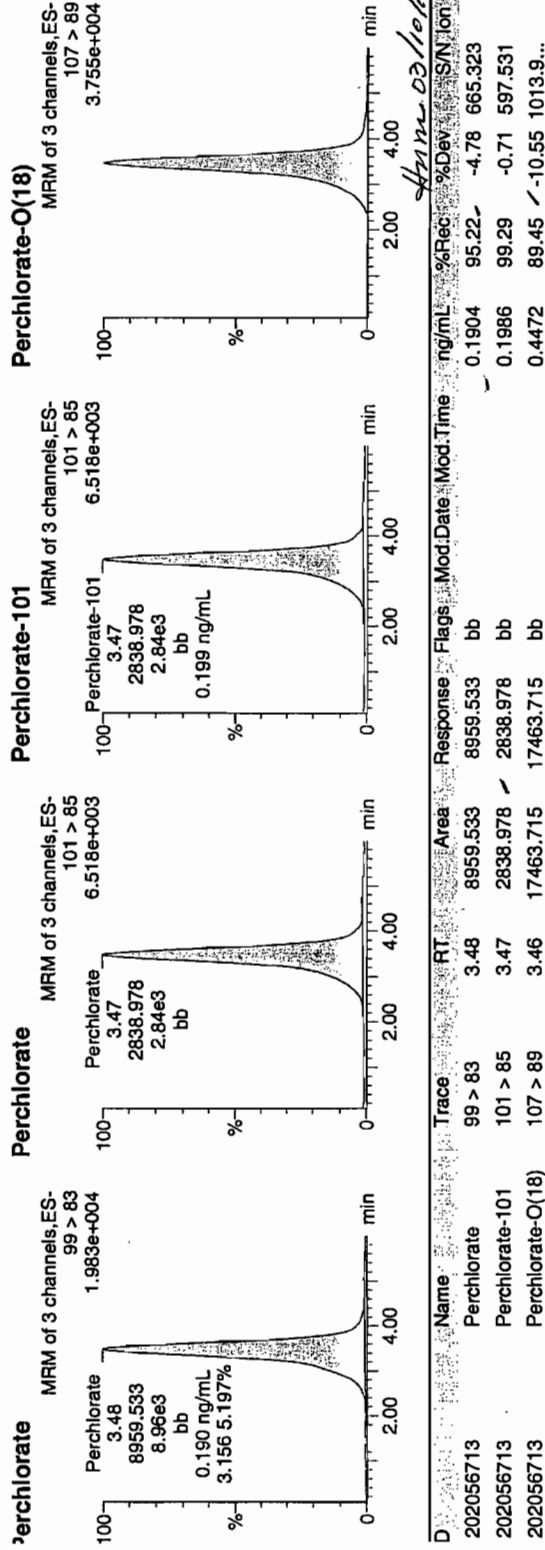 Perchlorate
MRM of 3 channels,ES-
99 > 83
1.983e+004
100
Perchlorate
3.48
8959.533
8.96e3
bb
0.190 ng/mL
3.156 5.197%
%
0
2.00
4.00
min
Perchlorate
MRM of 3 channels,ES-
101 > 85
6.518e+003
100
Perchlorate
3.47
2838.978
2.84e3
bb
%
0
2.00
4.00
min
Perchlorate-101
MRM of 3 channels,ES-
101 > 85
6.518e+003
100
Perchlorate-101
3.47
2838.978
2.84e3
bb
0.199 ng/mL
%
0
2.00
4.00
min
Perchlorate-O(18)
MRM of 3 channels,ES-
107 > 89
3.755e+004
100
%
0
2.00
4.00
min
03/10/
D Name Trace RT Area Response Flags Mod.Date Mod.Time ng/mL %Rec %Dev S/N Ion
202056713 Perchlorate 99 > 83 3.48 8959.533 8959.533 bb 0.1904 95.22 -4.78 665.323
202056713 Perchlorate-101 101 > 85 3.47 2838.978 2838.978 bb 0.1986 99.29 -0.71 597.531
202056713 Perchlorate-O(18) 107 > 89 3.46 17463.715 17463.715 bb 0.4472 89.45 -10.55 1013.9...